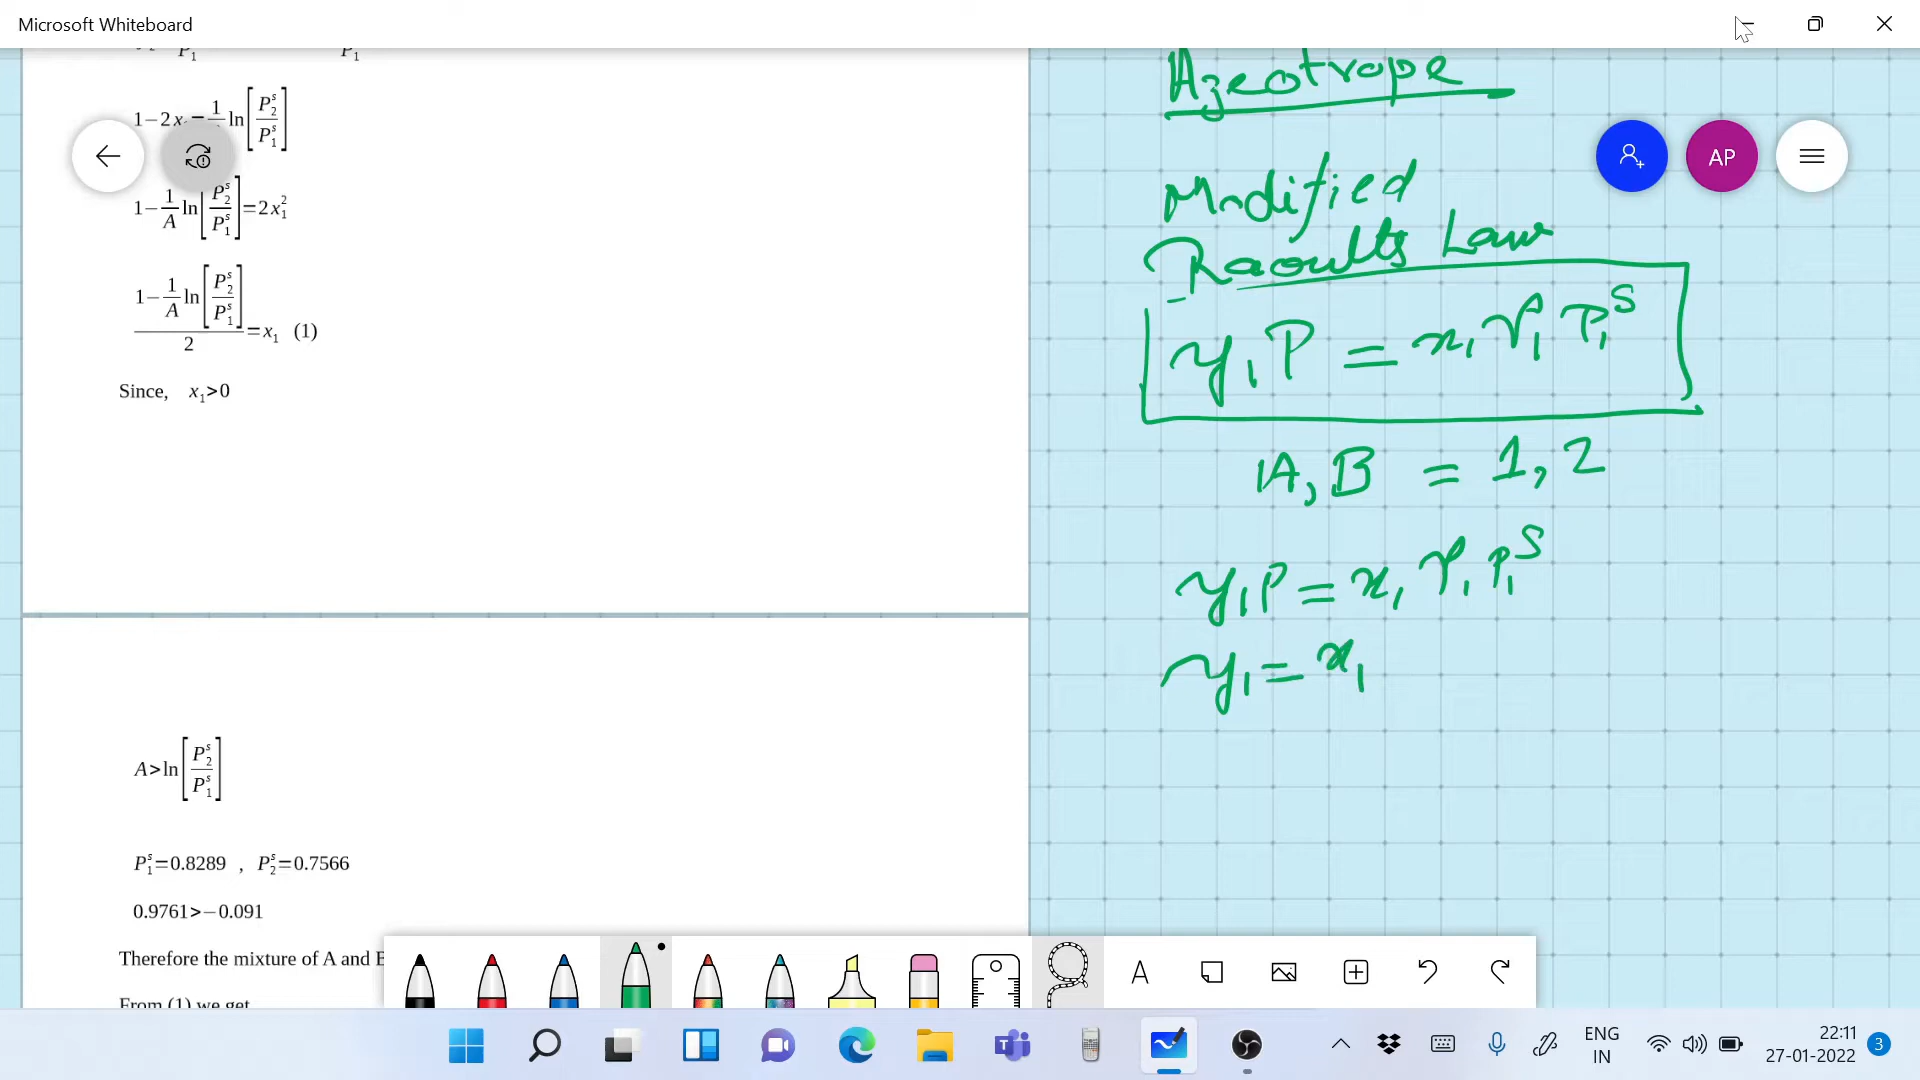 Microsoft Whiteboard
P₁ P₁
1−2x₁=1/A ln[P₂ˢ/P₁ˢ]
1−1/A ln[P₂ˢ/P₁ˢ]=2x₁²
(1−1/A ln[P₂ˢ/P₁ˢ])/2=x₁ (1)
Since, x₁>0
A>ln[P₂ˢ/P₁ˢ]
P₁ˢ=0.8289 , P₂ˢ=0.7566
0.9761>−0.091
Therefore the mixture of A and B
From (1) we get
Azeotrope
Modified
Raoults Law
y₁P = x₁γ₁P₁ˢ
A, B = 1, 2
y₁P = x₁γ₁P₁ˢ
y₁ = x₁
AP
A
ENG
IN
22:11
27-01-2022
3